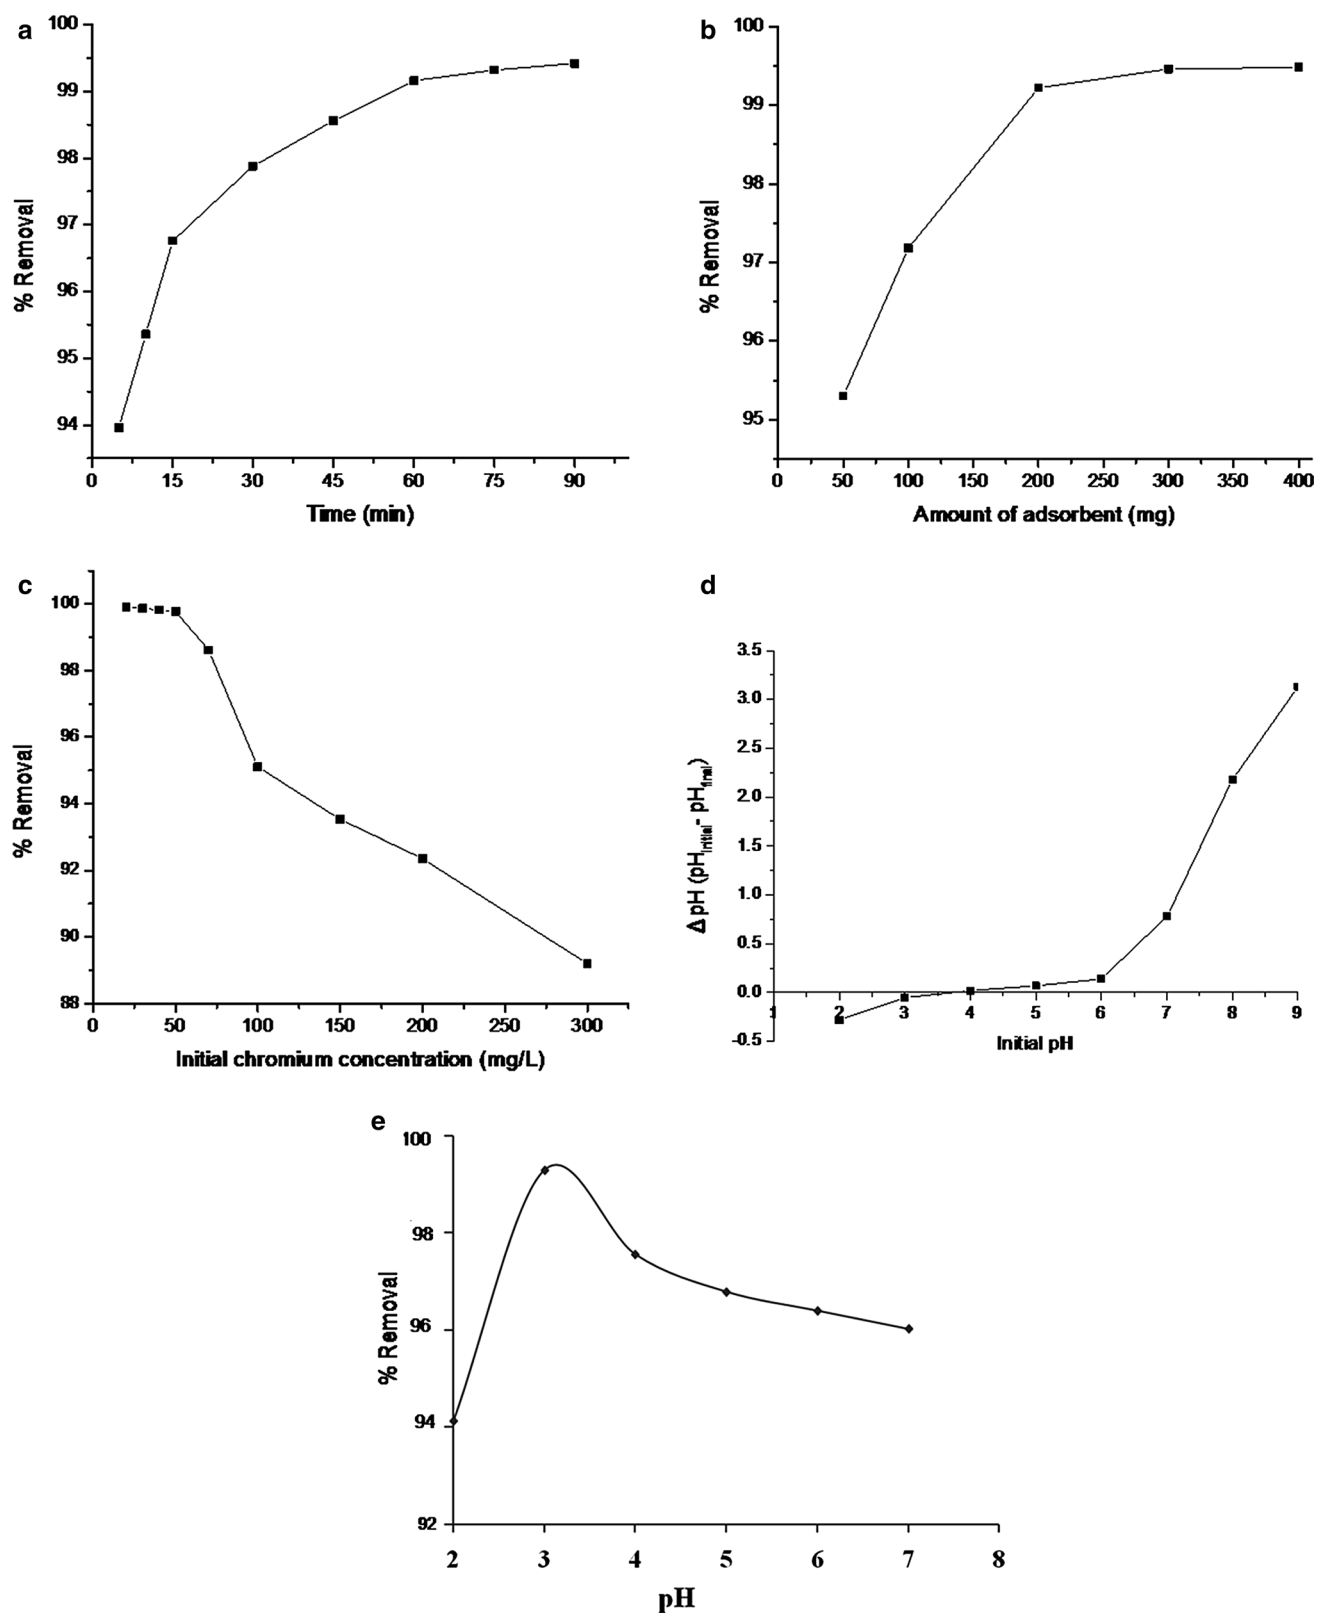 a
100
99
98
97
96
95
94
% Removal
0 15 30 45 60 75 90
Time (min)
b
100
99
98
97
96
95
% Removal
0 50 100 150 200 250 300 350 400
Amount of adsorbent (mg)
c
100
98
96
94
92
90
88
% Removal
0 50 100 150 200 250 300
Initial chromium concentration (mg/L)
d
3.5
3.0
2.5
2.0
1.5
1.0
0.5
0.0
-0.5
Δ pH (pHinitial- pHfinal)
1 2 3 4 5 6 7 8 9
Initial pH
e
100
98
96
94
92
% Removal
2 3 4 5 6 7 8
pH